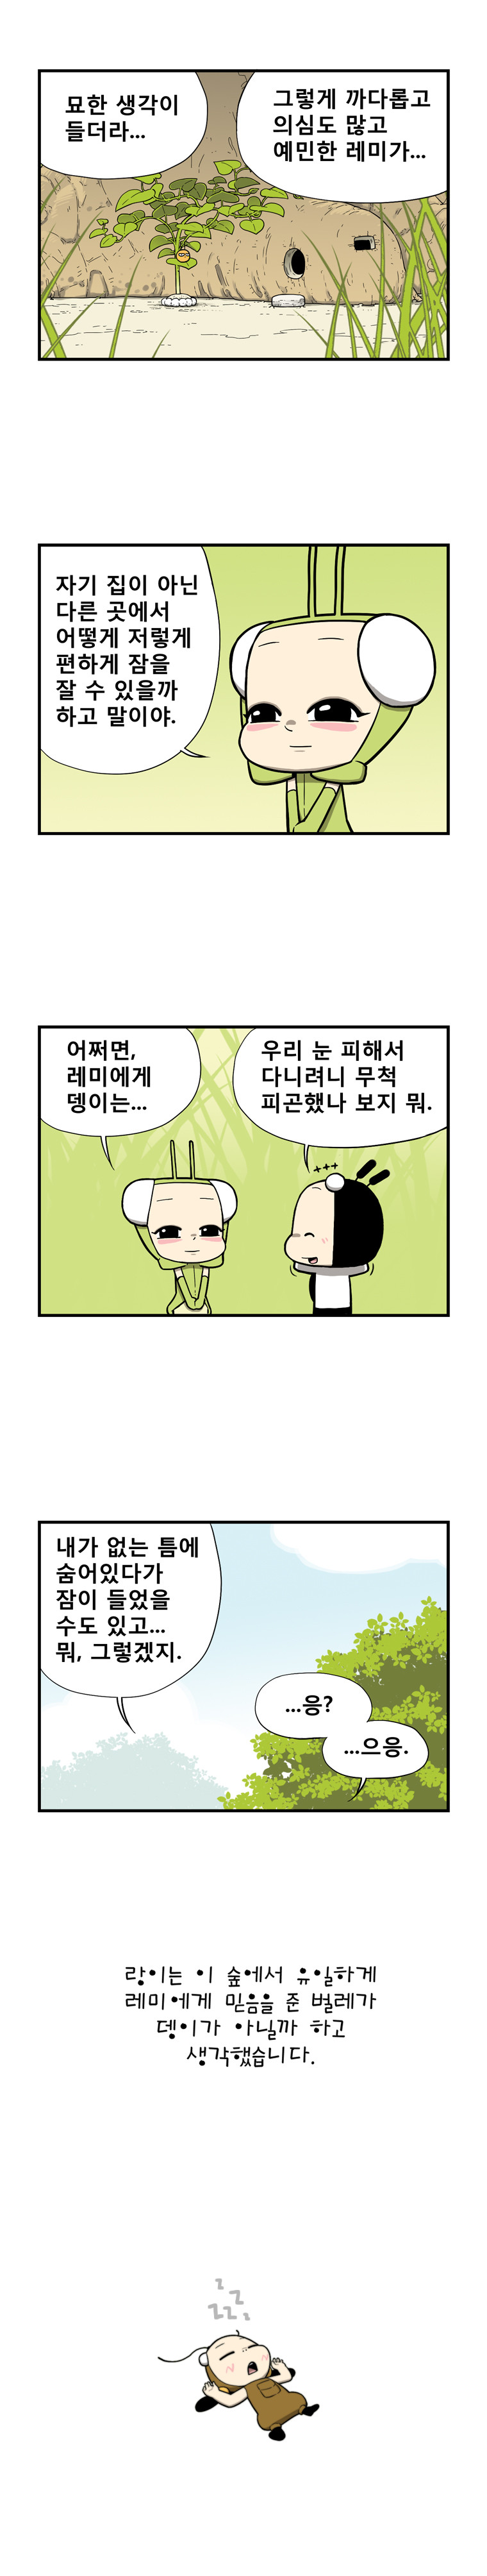 묘한 생각이
들더라...
그렇게 까다롭고
의심도 많고
예민한 레미가...
자기 집이 아닌
다른 곳에서
어떻게 저렇게
편하게 잠을
잘 수 있을까
하고 말이야.
어쩌면,
레미에게
뎅이는...
우리 눈 피해서
다니려니 무척
피곤했나 보지 뭐.
내가 없는 틈에
숨어있다가
잠이 들었을
수도 있고...
뭐, 그렇겠지.
...응?
...으응.
랑이는 이 숲에서 유일하게
레미에게 믿음을 준 벌레가
뎅이가 아닐까 하고
생각했습니다.
z z z z z z